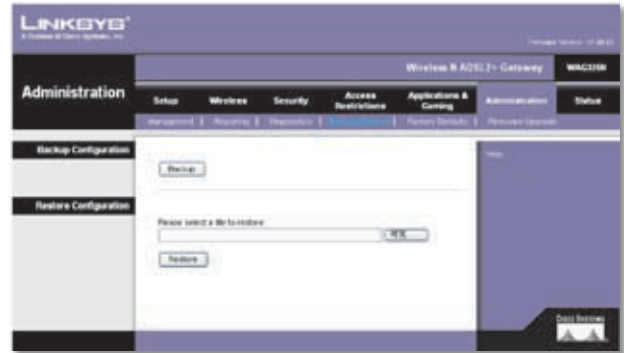 LINKSYS
A Division of Cisco Systems, Inc.
Wireless-N ADSL2+ Gateway
Administration
Setup
Wireless
Security
Access Restrictions
Applications & Gaming
Administration
Status
Management | Reporting | Diagnostics |
Factory Defaults | Firmware Upgrade
Backup Configuration
Backup
Help...
Restore Configuration
Please select a file to restore:
Restore
Cisco Systems